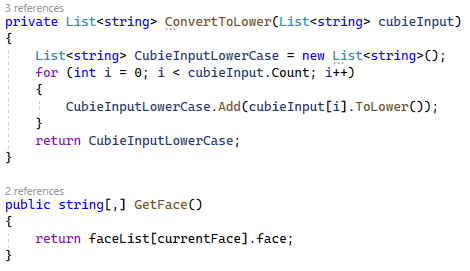 3 references
private List<string> ConvertToLower(List<string> cubieInput)
{
    List<string> CubieInputLowerCase = new List<string>();
    for (int i = 0; i < cubieInput.Count; i++)
    {
        CubieInputLowerCase.Add(cubieInput[i].ToLower());
    }
    return CubieInputLowerCase;
}
2 references
public string[,] GetFace()
{
    return faceList[currentFace].face;
}